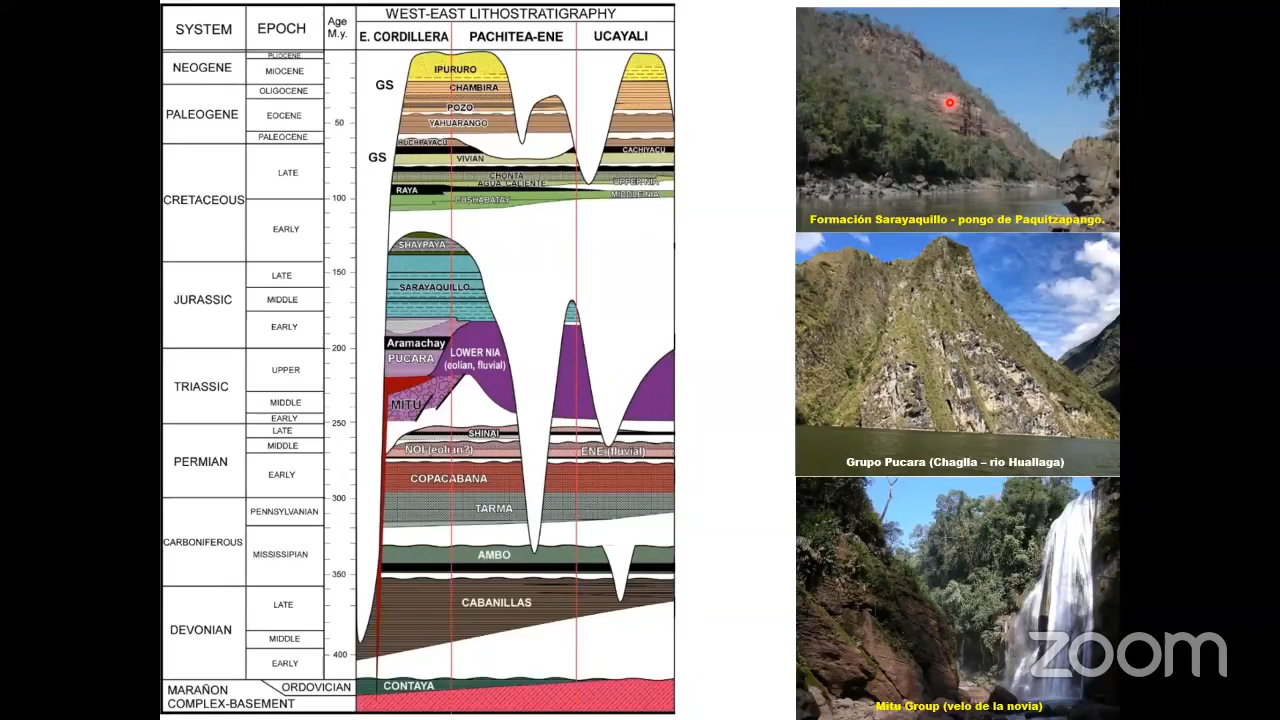 WEST-EAST LITHOSTRATIGRAPHY
SYSTEM
EPOCH
Age
M.y.
E. CORDILLERA
PACHITEA-ENE
UCAYALI
NEOGENE
PLIOCENE
MIOCENE
PALEOGENE
OLIGOCENE
EOCENE
PALEOCENE
50
CRETACEOUS
LATE
100
EARLY
JURASSIC
LATE
150
MIDDLE
EARLY
TRIASSIC
200
UPPER
MIDDLE
EARLY
PERMIAN
LATE
250
MIDDLE
EARLY
CARBONIFEROUS
300
PENNSYLVANIAN
MISSISIPIAN
350
DEVONIAN
LATE
MIDDLE
400
EARLY
ORDOVICIAN
MARAÑON
COMPLEX-BASEMENT
GS
IPURURO
CHAMBIRA
POZO
YAHUARANGO
HUCHPAYACU
GS
CACHIYACU
VIVIAN
CHONTA
AGUA CALIENTE
UPPER NIA
RAYA
MIDDLE NIA
CUSHABATAY
SHAYPAYA
SARAYAQUILLO
Aramachay
PUCARA
LOWER NIA
(eolian, fluvial)
MITU
SHINAI
NOI (eolian?)
ENE (fluvial)
COPACABANA
TARMA
AMBO
CABANILLAS
CONTAYA
Formación Sarayaquillo - pongo de Paquitzapango.
Grupo Pucara (Chaglla – rio Huallaga)
Mitu Group (velo de la novia)
zoom